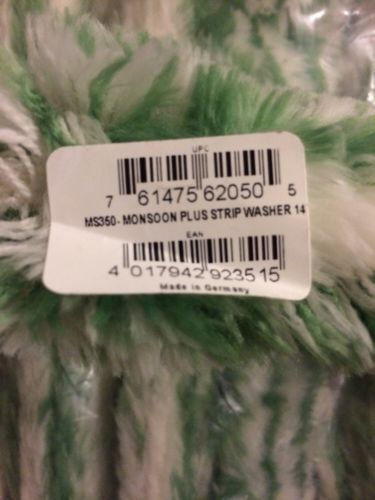 UPC
7 61475 62050 5
MS350- MONSOON PLUS STRIP WASHER 14
EAN
4 017942 923515
Made in Germany